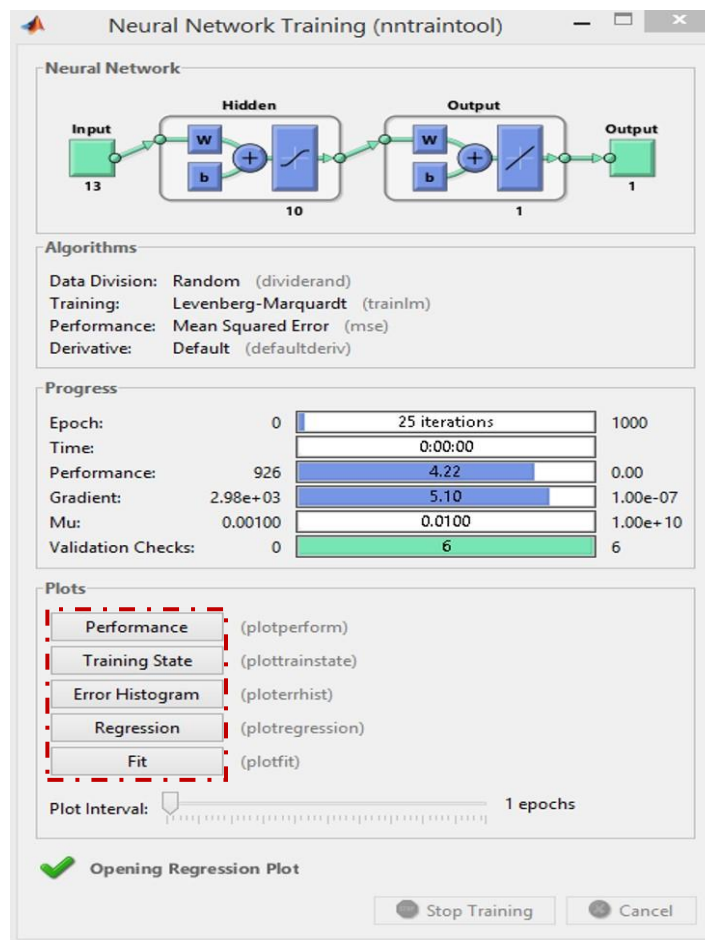 Neural Network Training (nntraintool)
Neural Network
Hidden
Output
Input
W
b
+
W
b
+
Output
13
10
1
1
Algorithms
Data Division: Random (dividerand)
Training: Levenberg-Marquardt (trainlm)
Performance: Mean Squared Error (mse)
Derivative: Default (defaultderiv)
Progress
Epoch: 0 25 iterations 1000
Time: 0:00:00
Performance: 926 4.22 0.00
Gradient: 2.98e+03 5.10 1.00e-07
Mu: 0.00100 0.0100 1.00e+10
Validation Checks: 0 6 6
Plots
Performance (plotperform)
Training State (plottrainstate)
Error Histogram (ploterrhist)
Regression (plotregression)
Fit (plotfit)
Plot Interval: 1 epochs
Opening Regression Plot
Stop Training Cancel